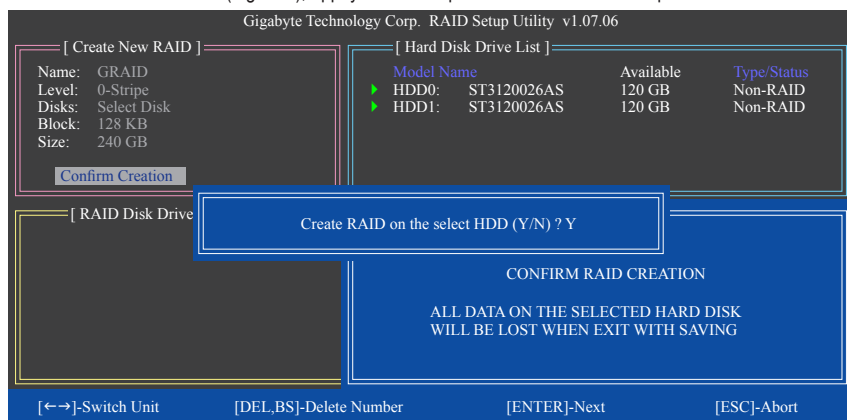 Gigabyte Technology Corp. RAID Setup Utility v1.07.06
[ Create New RAID ]
Name: GRAID
Level: 0-Stripe
Disks: Select Disk
Block: 128 KB
Size: 240 GB
Confirm Creation
[ Hard Disk Drive List ]
Model Name Available Type/Status
HDD0: ST3120026AS 120 GB Non-RAID
HDD1: ST3120026AS 120 GB Non-RAID
[ RAID Disk Drive
Create RAID on the select HDD (Y/N) ? Y
CONFIRM RAID CREATION
ALL DATA ON THE SELECTED HARD DISK
WILL BE LOST WHEN EXIT WITH SAVING
[←→]-Switch Unit [DEL,BS]-Delete Number [ENTER]-Next [ESC]-Abort